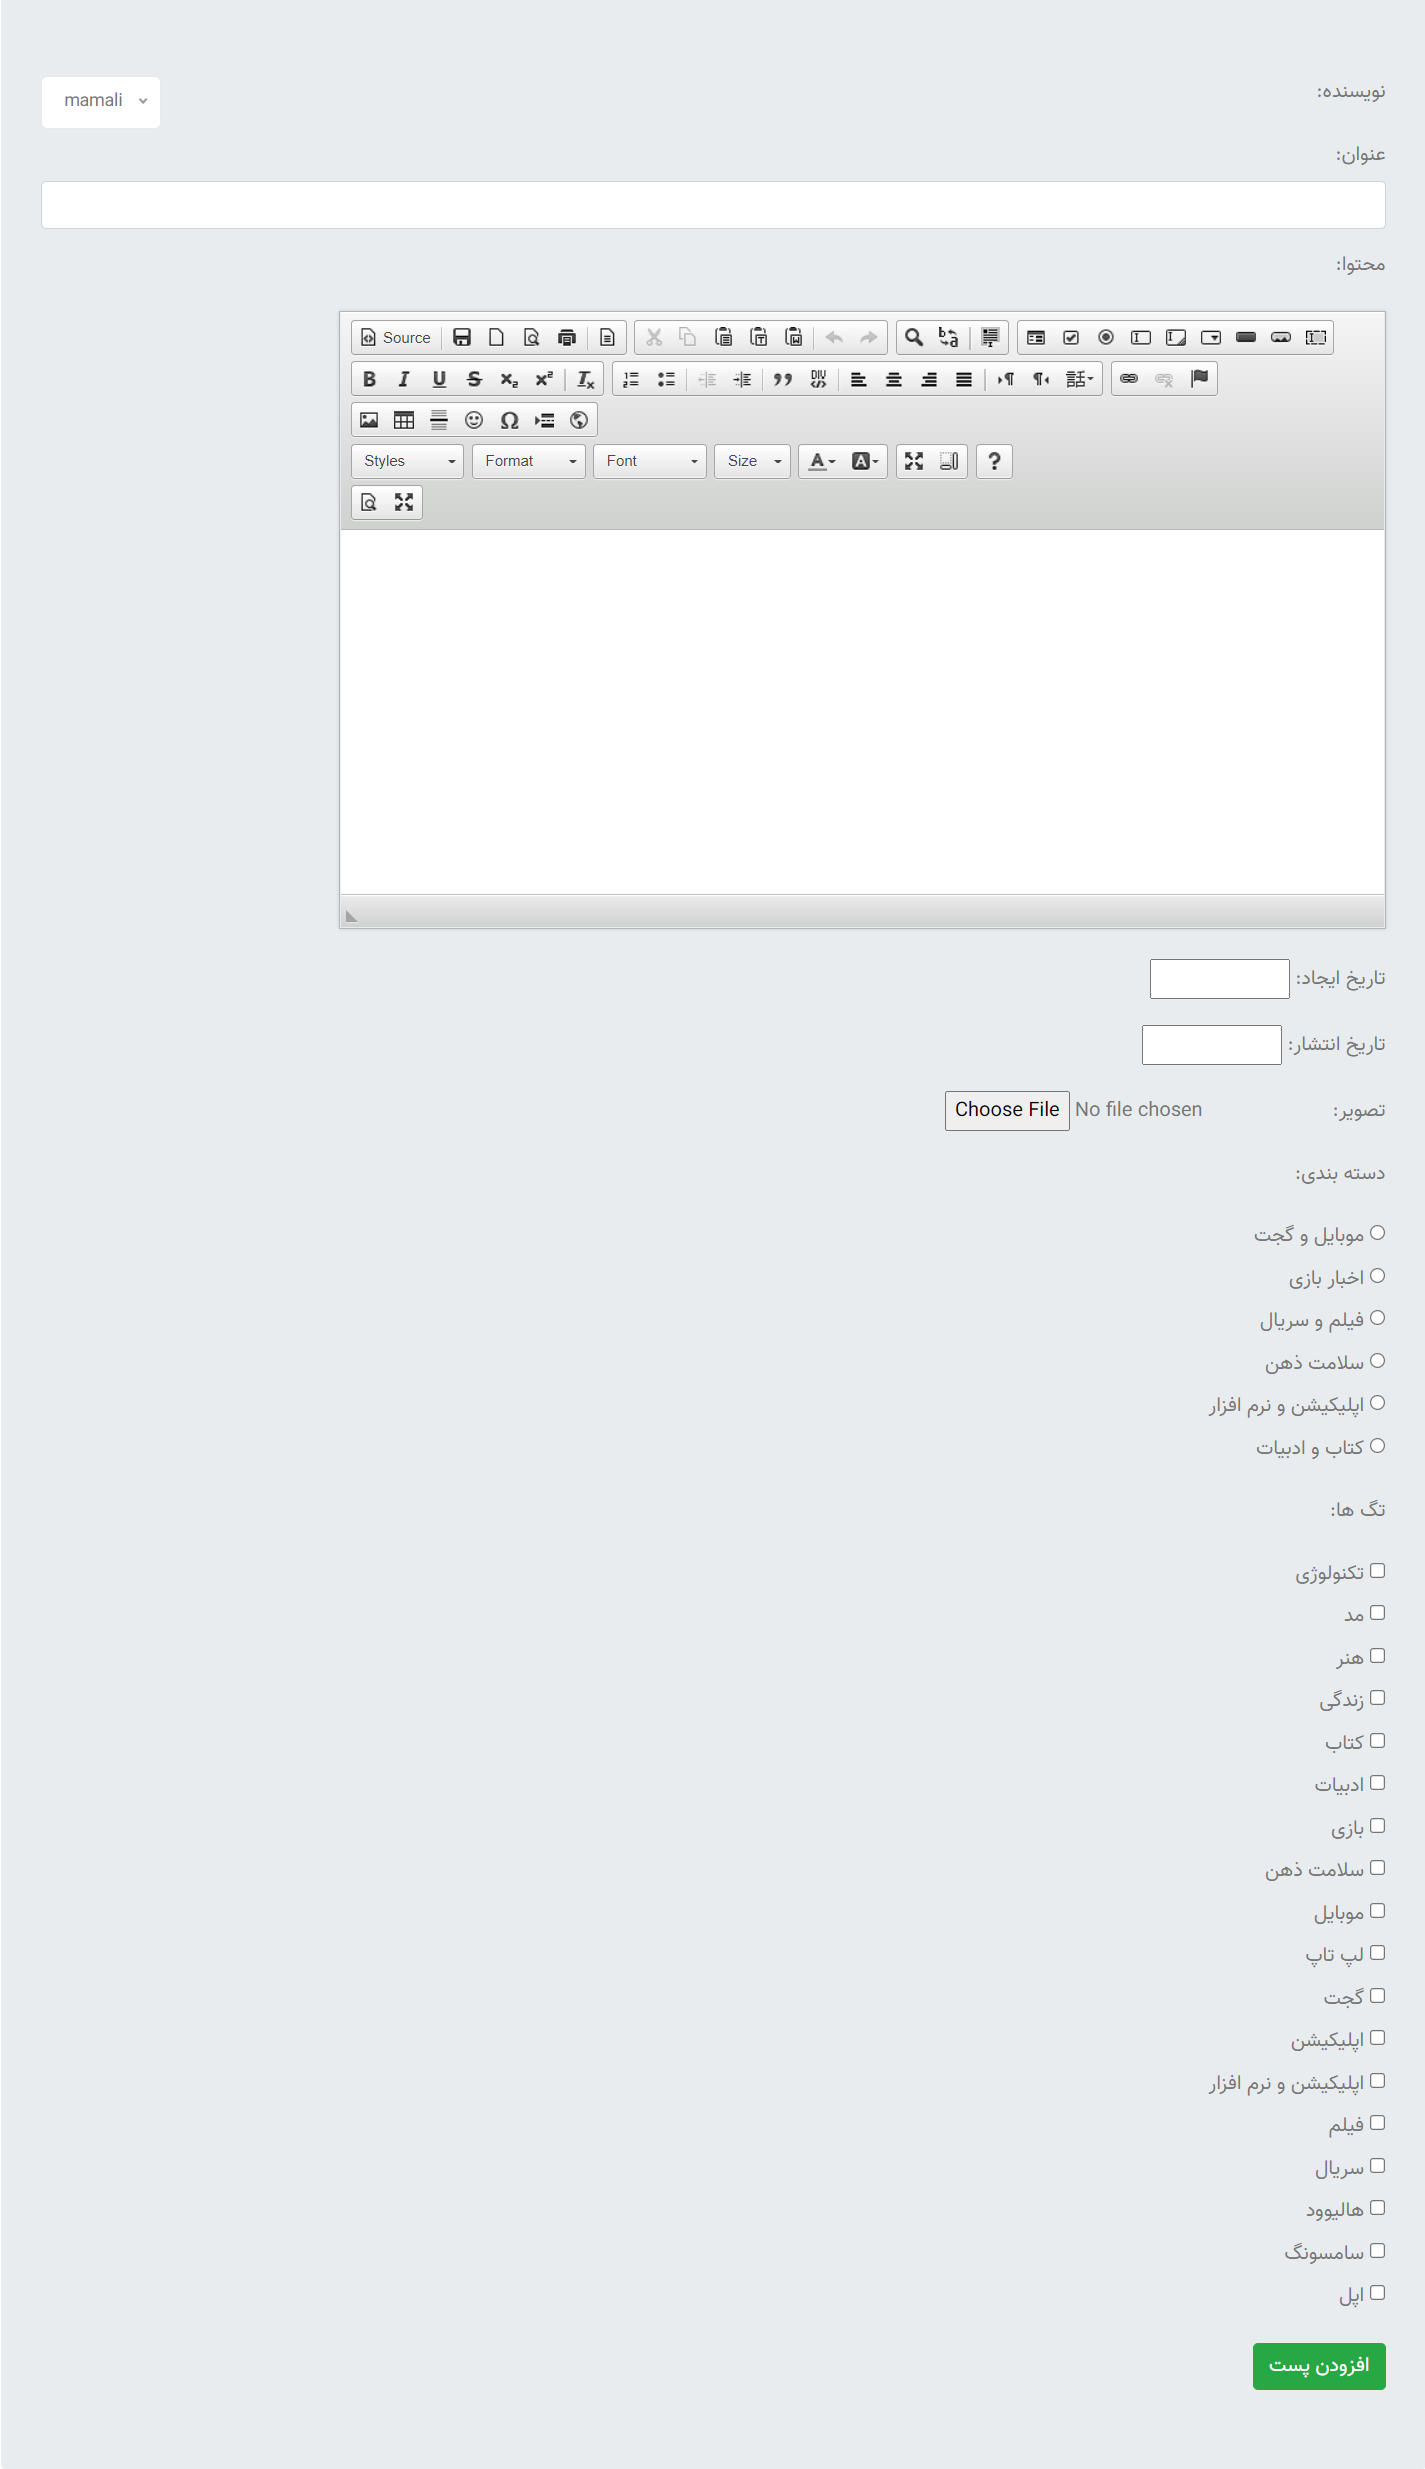 نویسنده:
mamali
عنوان:
محتوا:
Source
Styles Format Font Size
تاریخ ایجاد:
تاریخ انتشار:
تصویر: Choose File No file chosen
دسته بندی:
موبایل و گجت
اخبار بازی
فیلم و سریال
سلامت ذهن
اپلیکیشن و نرم افزار
کتاب و ادبیات
تگ ها:
تکنولوژی
مد
هنر
زندگی
کتاب
ادبیات
بازی
سلامت ذهن
موبایل
لپ تاپ
گجت
اپلیکیشن
اپلیکیشن و نرم افزار
فیلم
سریال
هالیوود
سامسونگ
اپل
افزودن پست